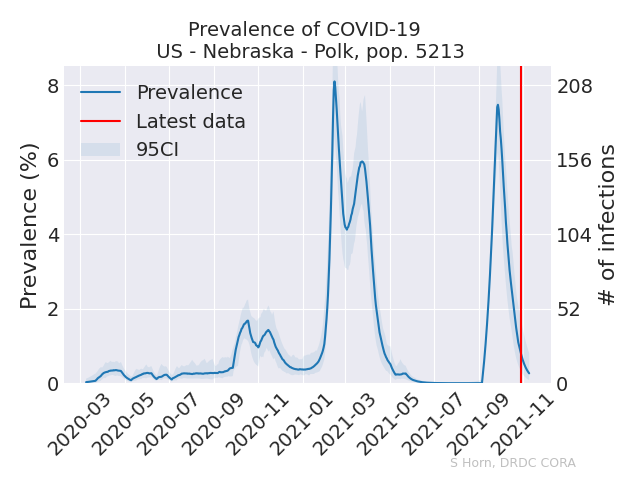 Prevalence of COVID-19
US - Nebraska - Polk, pop. 5213
Prevalence (%)
8
6
4
2
0
Prevalence
Latest data
95CI
208
156
104
52
0
# of infections
2020-03
2020-05
2020-07
2020-09
2020-11
2021-01
2021-03
2021-05
2021-07
2021-09
2021-11
S Horn, DRDC CORA